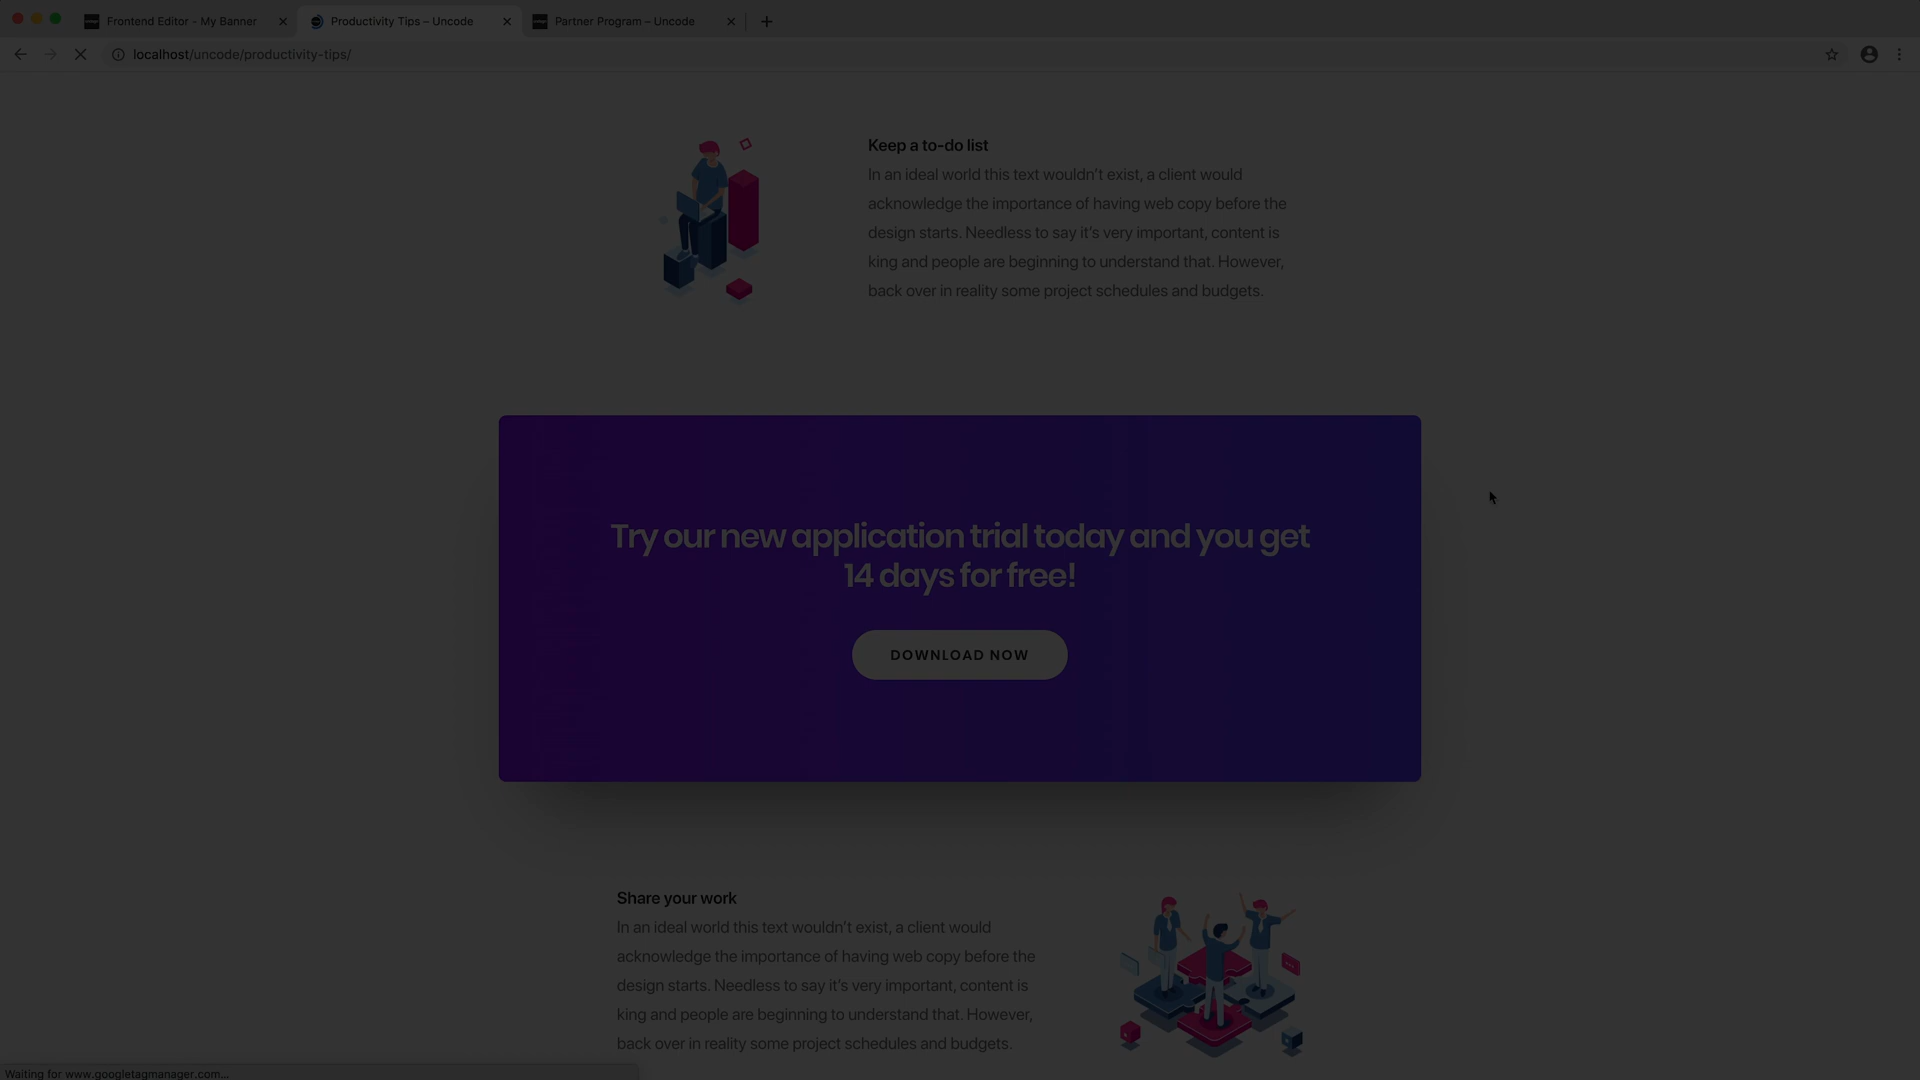 Frontend Editor - My Banner
Productivity Tips – Uncode
Partner Program – Uncode
localhost/uncode/productivity-tips/
Keep a to-do list
In an ideal world this text wouldn’t exist, a client would
acknowledge the importance of having web copy before the
design starts. Needless to say it’s very important, content is
king and people are beginning to understand that. However,
back over in reality some project schedules and budgets.
Try our new application trial today and you get
14 days for free!
DOWNLOAD NOW
Share your work
In an ideal world this text wouldn’t exist, a client would
acknowledge the importance of having web copy before the
design starts. Needless to say it’s very important, content is
king and people are beginning to understand that. However,
back over in reality some project schedules and budgets.
Waiting for www.googletagmanager.com...